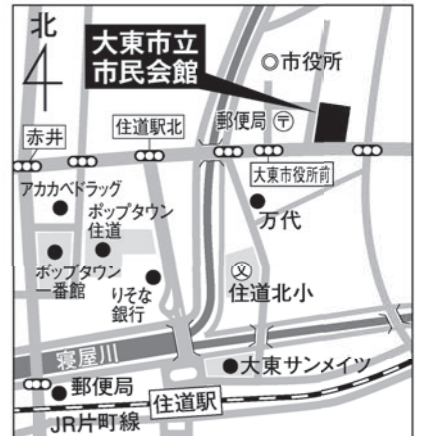 北
大東市立
市民会館
◎市役所
郵便局〒
住道駅北
赤井
大東市役所前
アカカベドラッグ
ポップタウン
住道
万代
ポップタウン
一番館
りそな
銀行
文
住道北小
寝屋川
大東サンメイツ
郵便局
住道駅
JR片町線